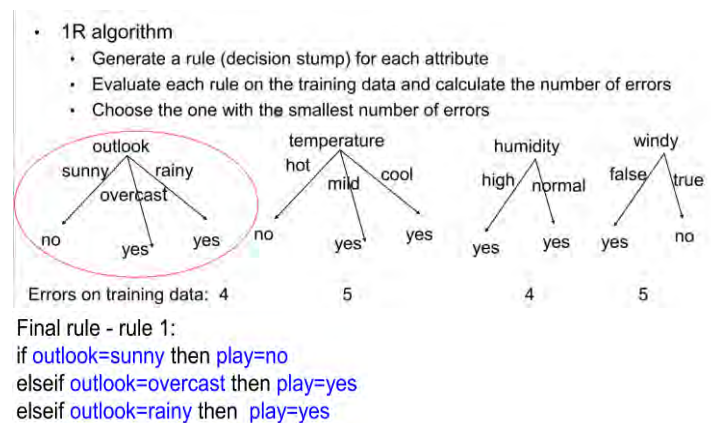 • 1R algorithm
• Generate a rule (decision stump) for each attribute
• Evaluate each rule on the training data and calculate the number of errors
• Choose the one with the smallest number of errors
outlook temperature humidity windy
sunny rainy hot mild cool high normal false true
overcast
no yes yes no yes yes yes yes yes no
Errors on training data: 4 5 4 5
Final rule - rule 1:
if outlook=sunny then play=no
elseif outlook=overcast then play=yes
elseif outlook=rainy then play=yes